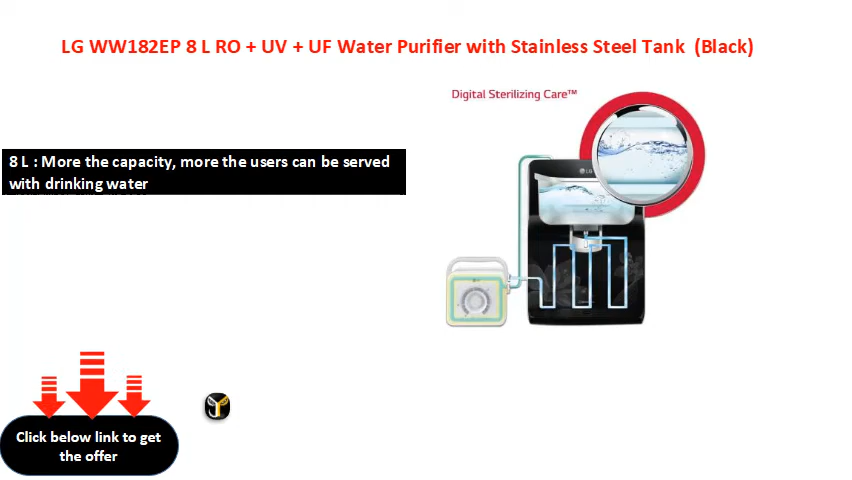 LG WW182EP 8 L RO + UV + UF Water Purifier with Stainless Steel Tank (Black)
Digital Sterilizing Care™
8 L : More the capacity, more the users can be served
with drinking water
LG
Click below link to get
the offer